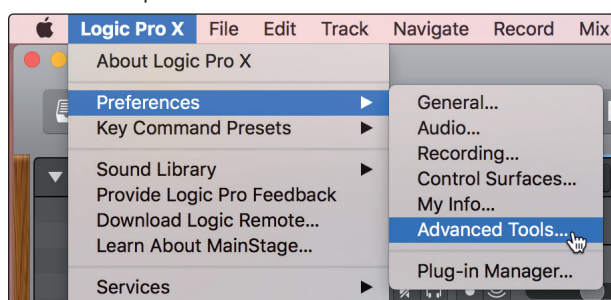 Logic Pro X File Edit Track Navigate Record Mix
About Logic Pro X
Preferences
Key Command Presets
Sound Library
Provide Logic Pro Feedback
Download Logic Remote...
Learn About MainStage...
Services
General...
Audio...
Recording...
Control Surfaces...
My Info...
Advanced Tools...
Plug-in Manager...